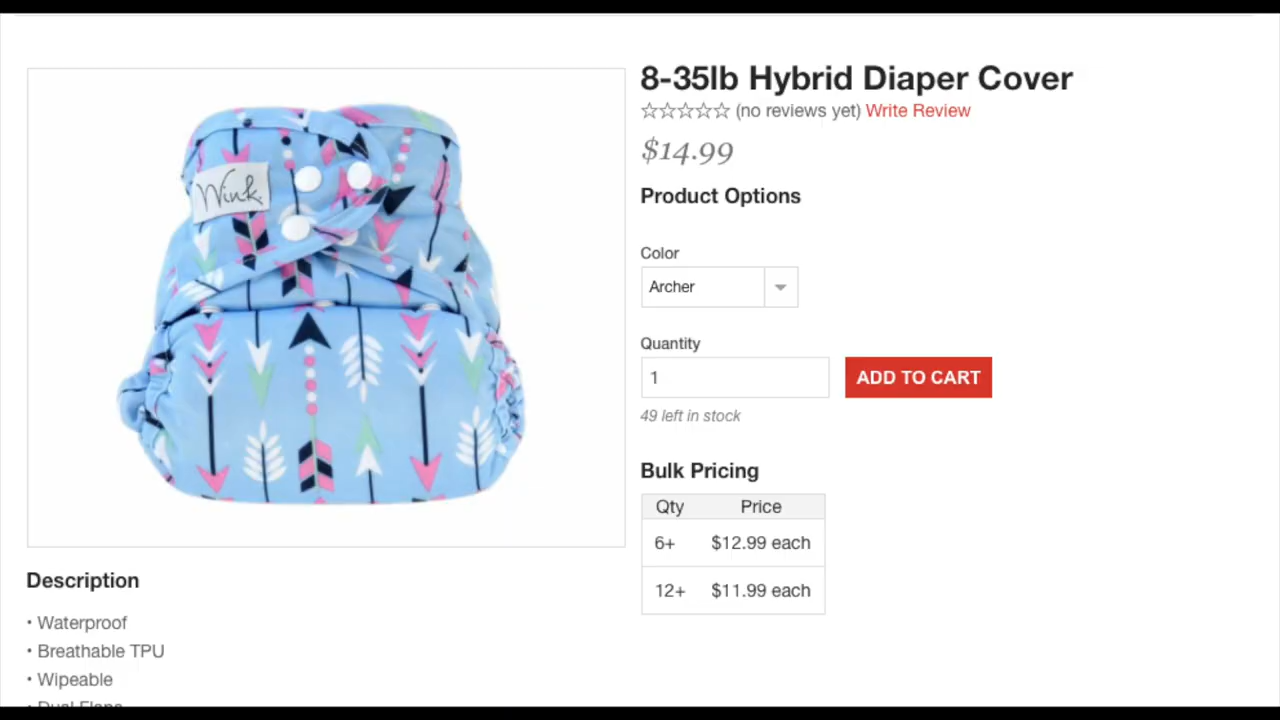 8-35lb Hybrid Diaper Cover
(no reviews yet) Write Review
$14.99
Product Options
Color
Archer
Quantity
1
ADD TO CART
49 left in stock
Bulk Pricing
Qty Price
6+ $12.99 each
12+ $11.99 each
Wink.
Description
• Waterproof
• Breathable TPU
• Wipeable
• Dual Flaps